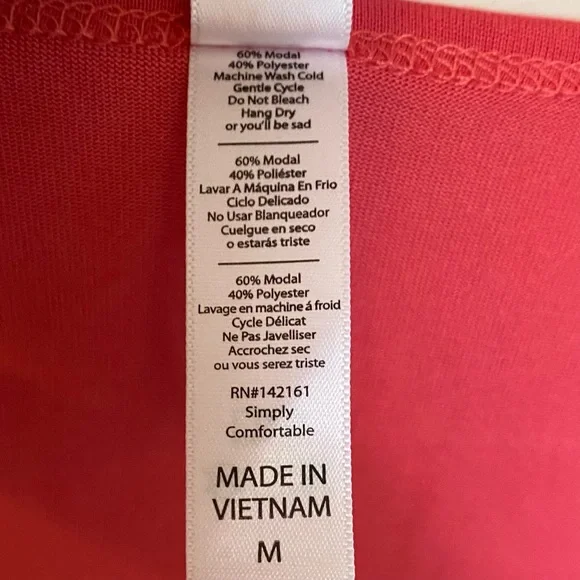 60% Modal
40% Polyester
Machine Wash Cold
Gentle Cycle
Do Not Bleach
Hang Dry
or you'll be sad
60% Modal
40% Poliéster
Lavar A Máquina En Frio
Ciclo Delicado
No Usar Blanqueador
Cuelgue en seco
o estarás triste
60% Modal
40% Polyester
Lavage en machine á froid
Cycle Délicat
Ne Pas Javelliser
Accrochez sec
ou vous serez triste
RN#142161
Simply
Comfortable
MADE IN
VIETNAM
M